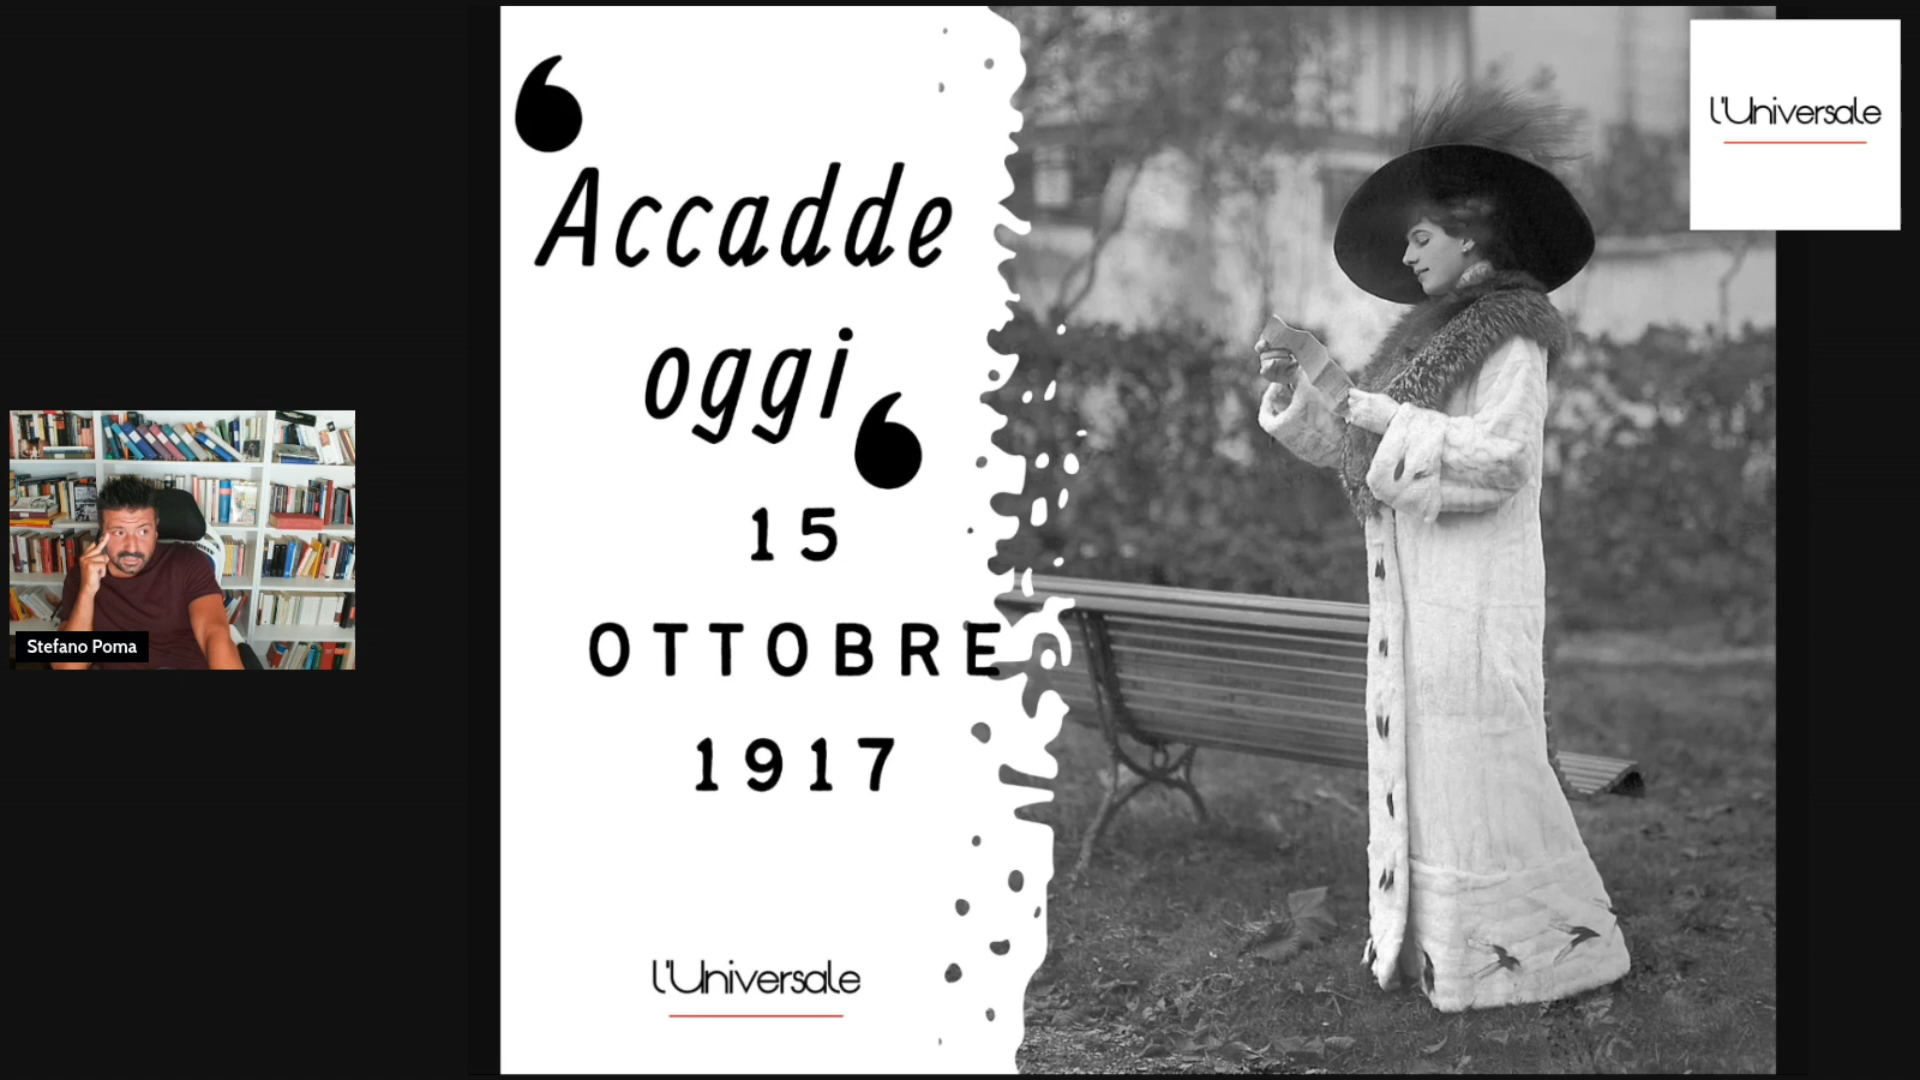 ‘Accadde
oggi‘
15
OTTOBRE
1917
l'Universale
l'Universale
Stefano Poma